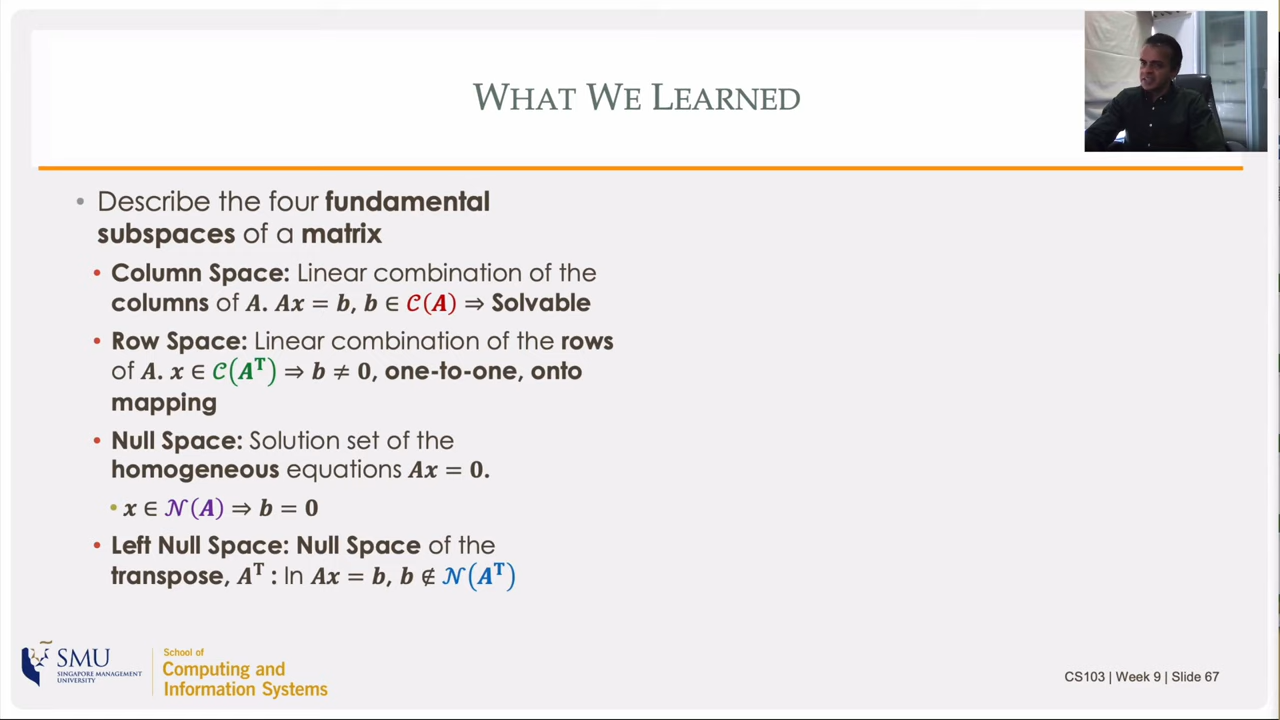 WHAT WE LEARNED
• Describe the four fundamental
subspaces of a matrix
• Column Space: Linear combination of the
columns of A. Ax = b, b ∈ 𝒞(A) ⇒ Solvable
• Row Space: Linear combination of the rows
of A. x ∈ 𝒞(Aᵀ) ⇒ b ≠ 0, one-to-one, onto
mapping
• Null Space: Solution set of the
homogeneous equations Ax = 0.
• x ∈ 𝒩(A) ⇒ b = 0
• Left Null Space: Null Space of the
transpose, Aᵀ : In Ax = b, b ∉ 𝒩(Aᵀ)
SMU
SINGAPORE MANAGEMENT
UNIVERSITY
School of
Computing and
Information Systems
CS103 | Week 9 | Slide 67